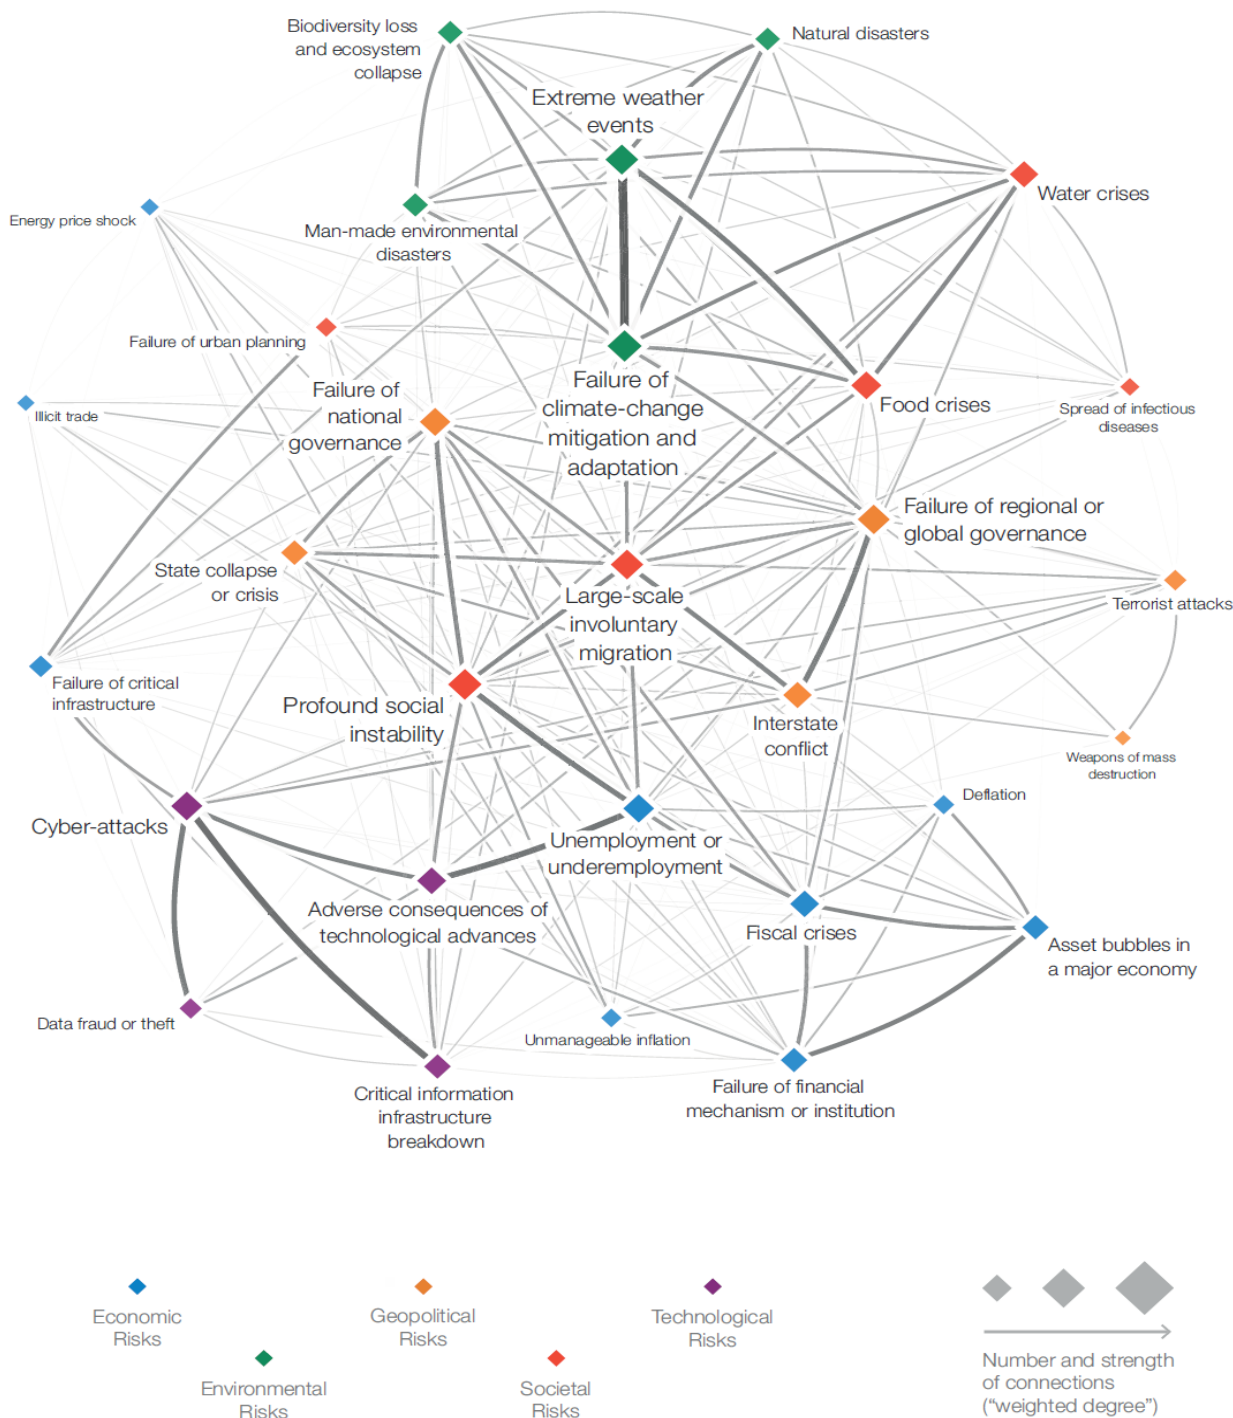 Biodiversity loss
and ecosystem
collapse
Natural disasters
Extreme weather
events
Water crises
Energy price shock
Man-made environmental
disasters
Failure of urban planning
Failure of
national
governance
Failure of
climate-change
mitigation and
adaptation
Food crises
Spread of infectious
diseases
Illicit trade
Failure of regional or
global governance
State collapse
or crisis
Large-scale
involuntary
migration
Terrorist attacks
Failure of critical
infrastructure
Profound social
instability
Interstate
conflict
Weapons of mass
destruction
Deflation
Cyber-attacks
Unemployment or
underemployment
Adverse consequences of
technological advances
Fiscal crises
Asset bubbles in
a major economy
Data fraud or theft
Unmanageable inflation
Critical information
infrastructure
breakdown
Failure of financial
mechanism or institution
Economic
Risks
Geopolitical
Risks
Technological
Risks
Environmental
Risks
Societal
Risks
Number and strength
of connections
(“weighted degree”)